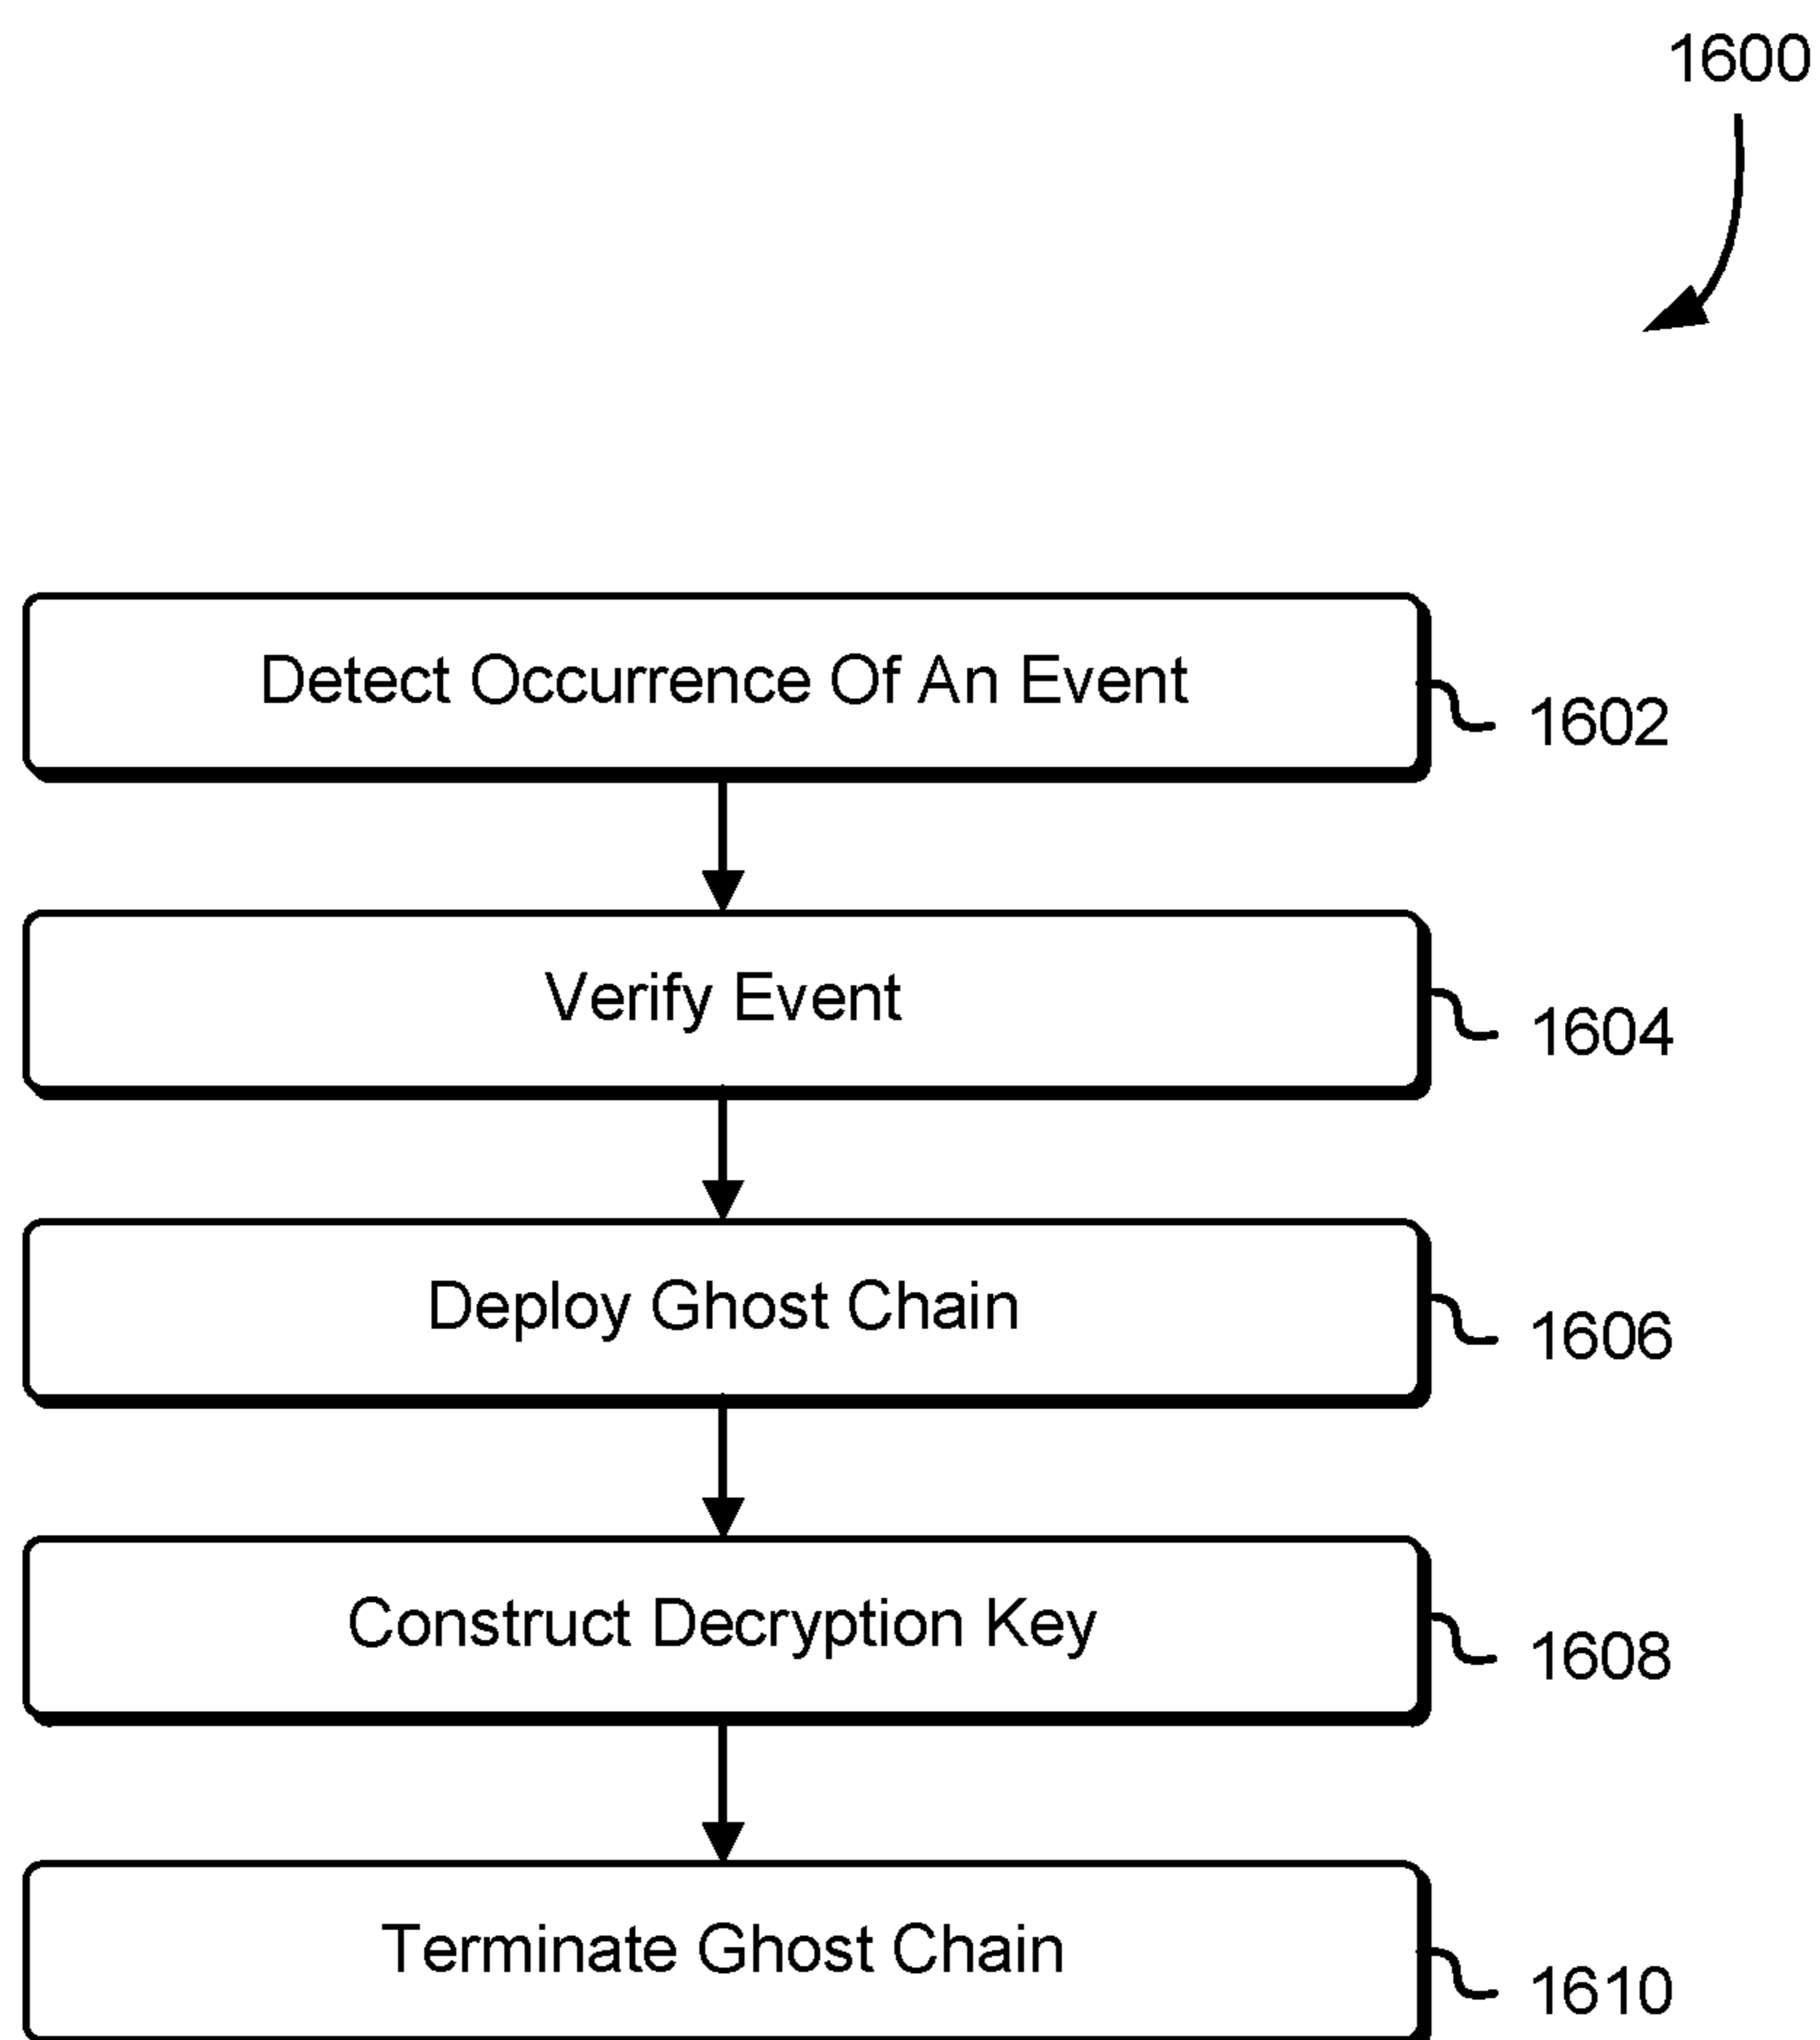 1600
Detect Occurrence Of An Event
1602
Verify Event
1604
Deploy Ghost Chain
1606
Construct Decryption Key
1608
Terminate Ghost Chain
1610